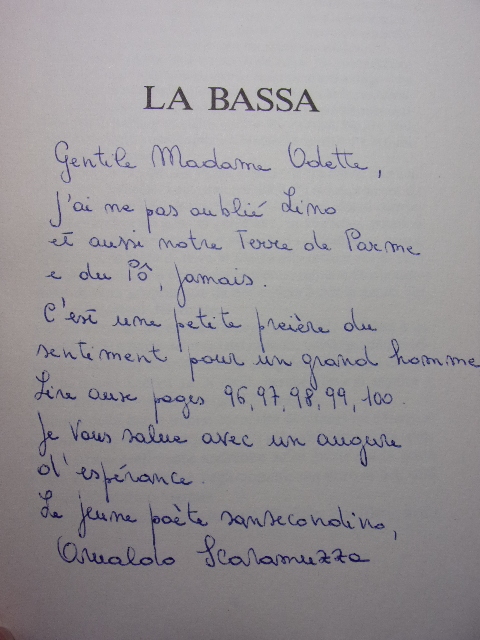 LA BASSA
Gentile Madame Odette,
J'ai ne pas oublié Lino
et aussi notre Terre de Parme
e du Pô, jamais.
C'est une petite preière du
sentiment pour un grand homme
Lire aux pages 96, 97, 98, 99, 100.
Je Vous salue avec un augure
d'espérance.
Le jeune poète sansecondino,
Arnaldo Scaramuzza